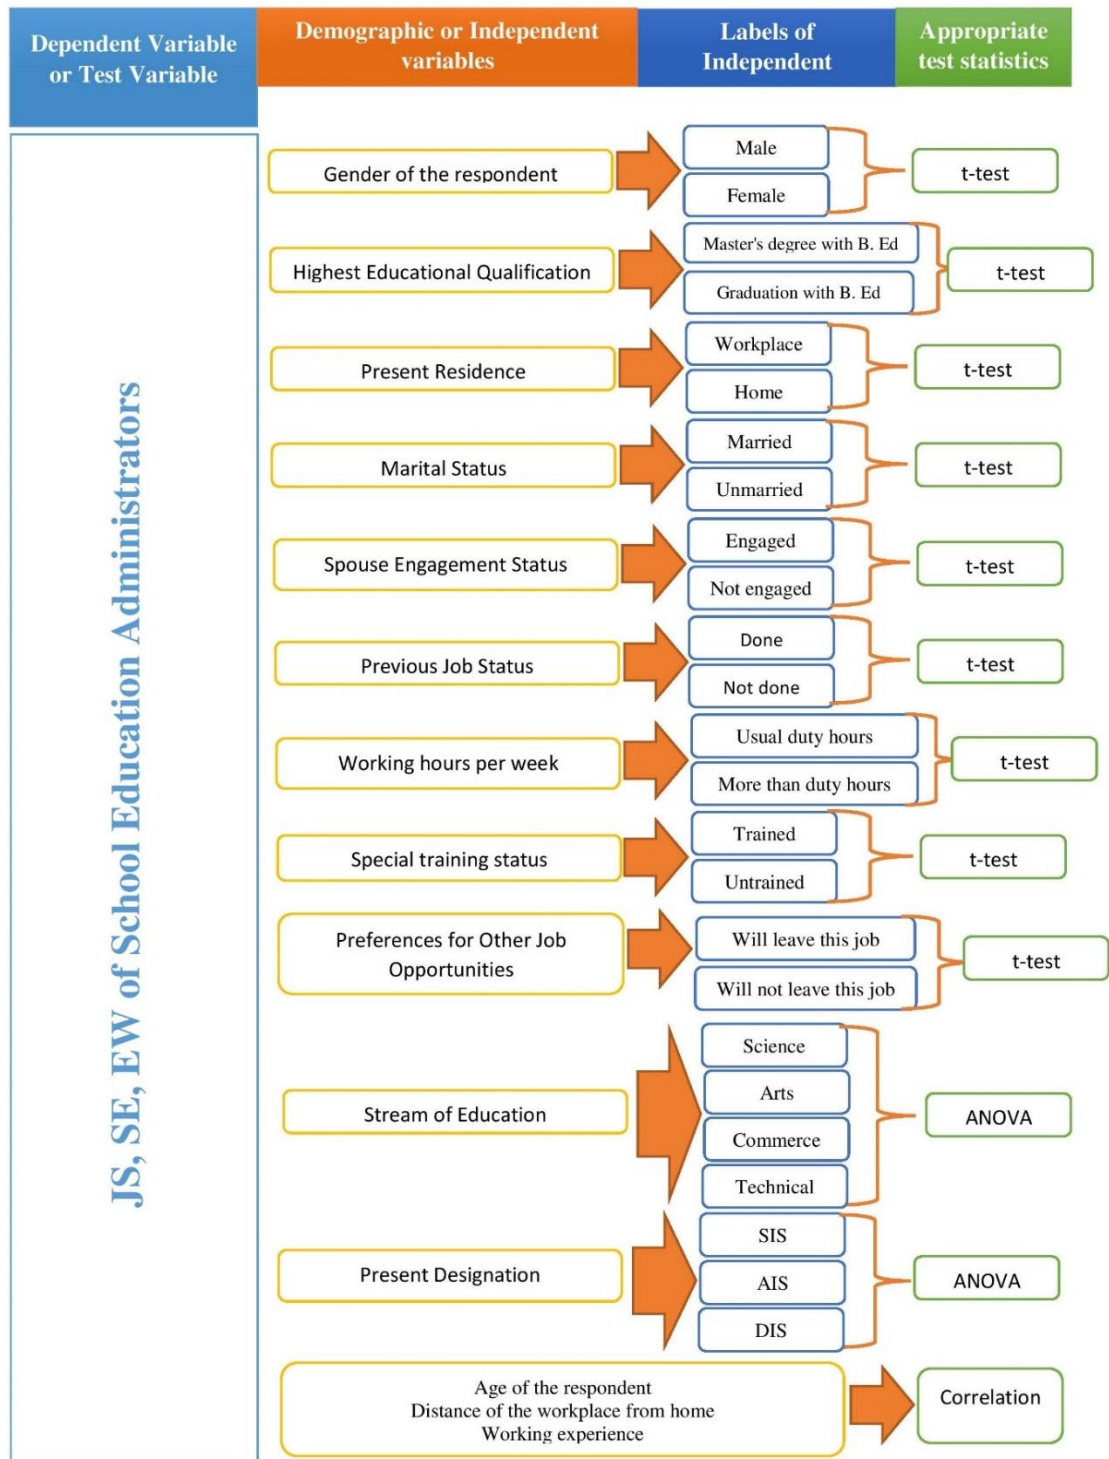 Dependent Variable
or Test Variable
Demographic or Independent
variables
Labels of
Independent
Appropriate
test statistics
JS, SE, EW of School Education Administrators
Gender of the respondent
Male
Female
t-test
Highest Educational Qualification
Master's degree with B. Ed
Graduation with B. Ed
t-test
Present Residence
Workplace
Home
t-test
Marital Status
Married
Unmarried
t-test
Spouse Engagement Status
Engaged
Not engaged
t-test
Previous Job Status
Done
Not done
t-test
Working hours per week
Usual duty hours
More than duty hours
t-test
Special training status
Trained
Untrained
t-test
Preferences for Other Job
Opportunities
Will leave this job
Will not leave this job
t-test
Stream of Education
Science
Arts
Commerce
Technical
ANOVA
Present Designation
SIS
AIS
DIS
ANOVA
Age of the respondent
Distance of the workplace from home
Working experience
Correlation